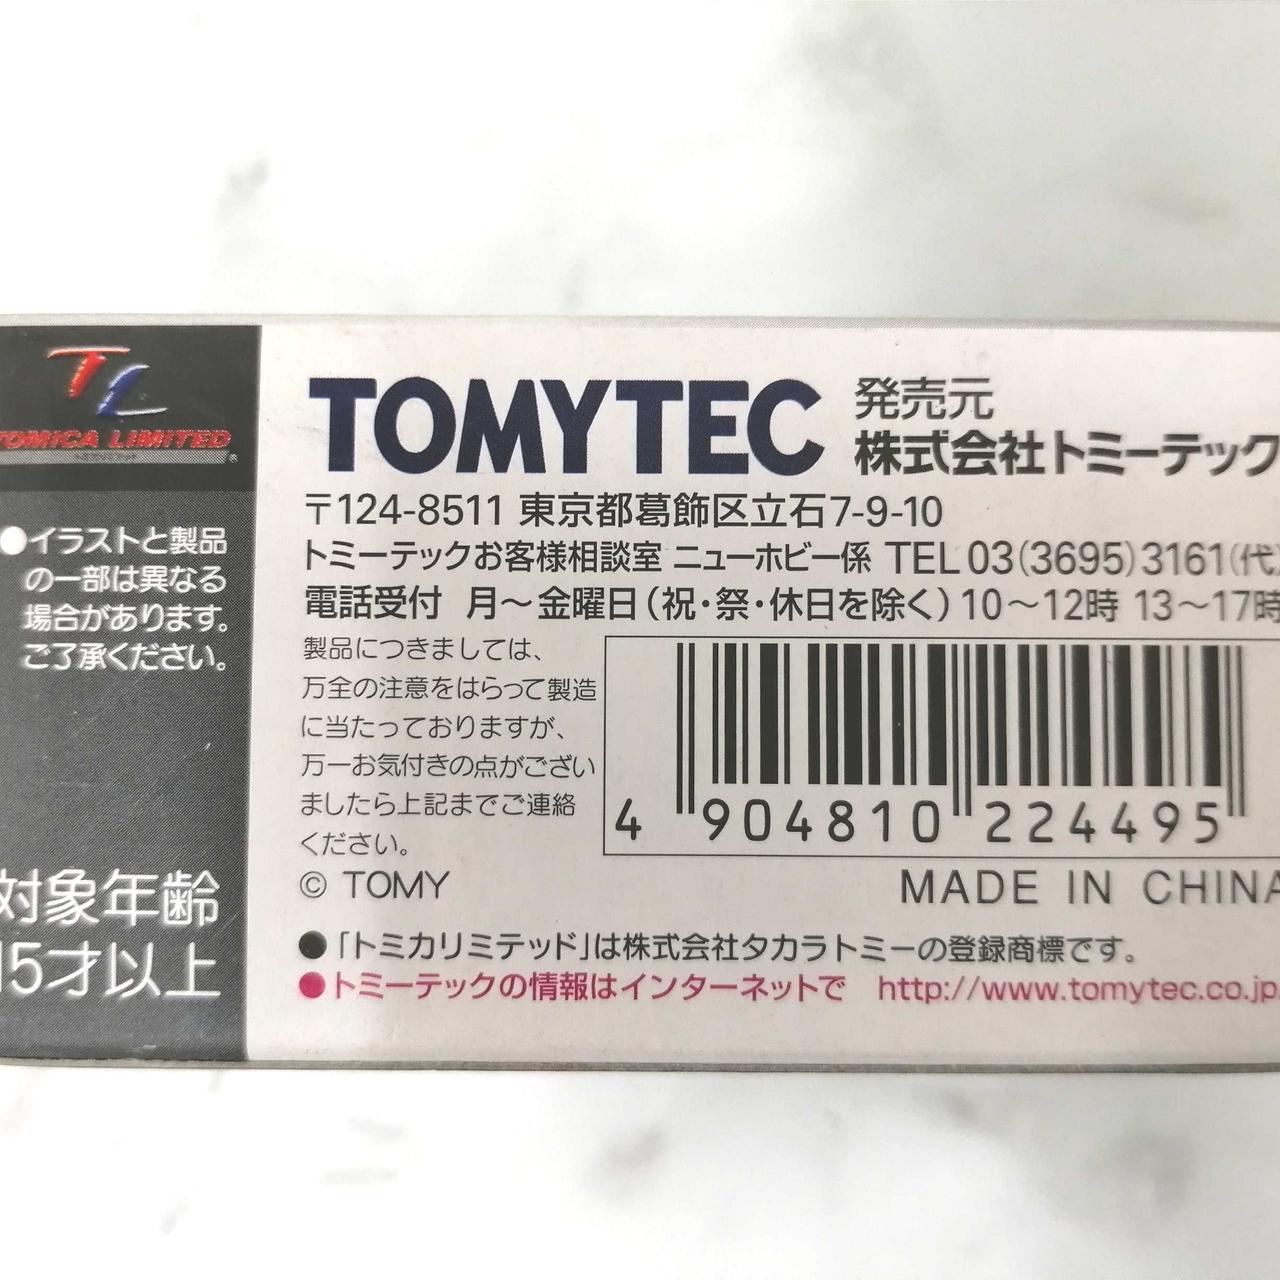 TL
TOMICA LIMITED
トミカリミテッド
®
●イラストと製品
の一部は異なる
場合があります。
ご了承ください。
対象年齢
15才以上
TOMYTEC
発売元
株式会社トミーテック
〒124-8511 東京都葛飾区立石7-9-10
トミーテックお客様相談室 ニューホビー係 TEL 03(3695)3161(代)
電話受付 月～金曜日(祝・祭・休日を除く)10～12時 13～17時
製品につきましては、
万全の注意をはらって製造
に当たっておりますが、
万一お気付きの点がござい
ましたら上記までご連絡
ください。
4 904810 224495
© TOMY
MADE IN CHINA
●「トミカリミテッド」は株式会社タカラトミーの登録商標です。
●トミーテックの情報はインターネットで http://www.tomytec.co.jp